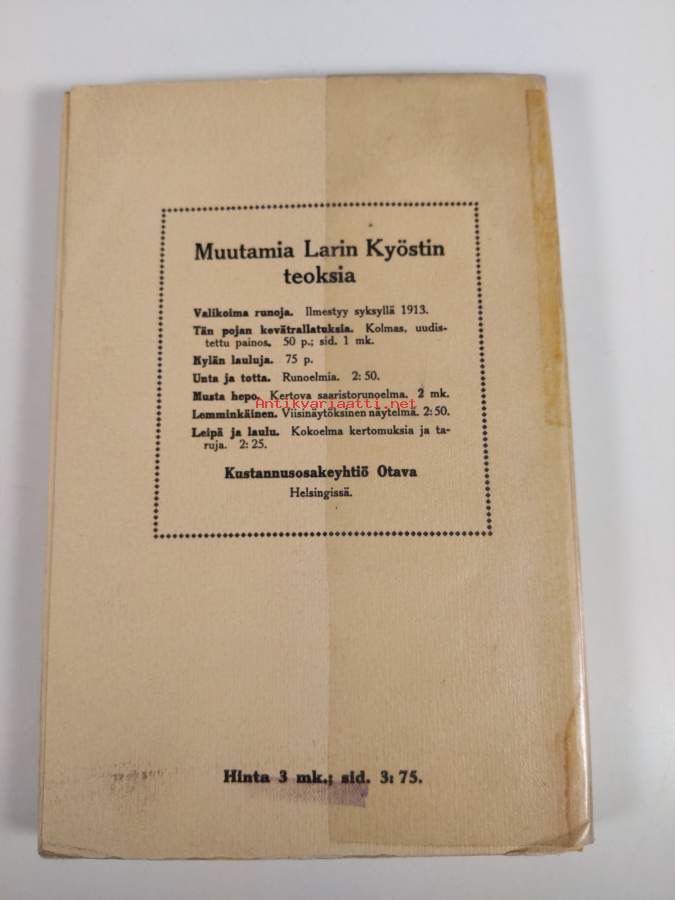 Muutamia Larin Kyöstin
teoksia
Valikoima runoja. Ilmestyy syksyllä 1913.
Tän pojan kevätrallatuksia. Kolmas, uudis-
tettu painos. 50 p.; sid. 1 mk.
Kylän lauluja. 75 p.
Unta ja totta. Runoelmia. 2: 50.
Musta hepo. Kertova saaristorunoelma. 2 mk.
Antikvariaatti.net
Lemminkäinen. Viisinäytöksinen näytelmä. 2: 50.
Leipä ja laulu. Kokoelma kertomuksia ja ta-
ruja. 2: 25.
Kustannusosakeyhtiö Otava
Helsingissä.
Hinta 3 mk.; sid. 3: 75.